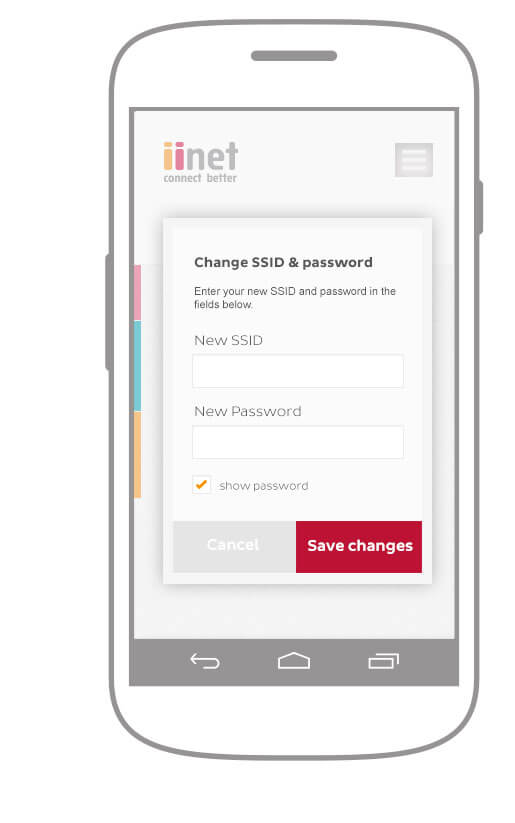 iinet
connect better
Change SSID & password
Enter your new SSID and password in the
fields below.
New SSID
New Password
show password
Cancel
Save changes